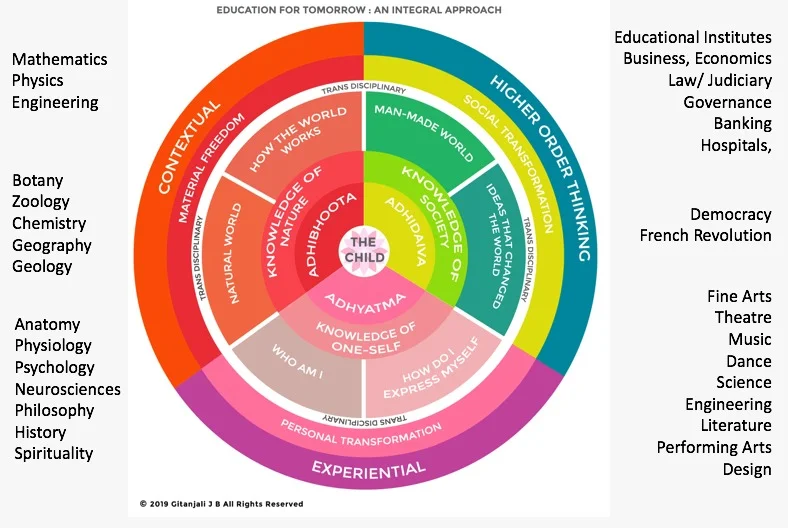 EDUCATION FOR TOMORROW : AN INTEGRAL APPROACH
Mathematics
Physics
Engineering
Botany
Zoology
Chemistry
Geography
Geology
Anatomy
Physiology
Psychology
Neurosciences
Philosophy
History
Spirituality
CONTEXTUAL
MATERIAL FREEDOM
TRANS DISCIPLINARY
HOW THE WORLD
WORKS
NATURAL WORLD
TRANS DISCIPLINARY
KNOWLEDGE OF
NATURE
ADHIBHOOTA
THE
CHILD
HIGHER ORDER THINKING
SOCIAL TRANSFORMATION
MAN-MADE WORLD
IDEAS THAT CHANGED
THE WORLD
TRANS DISCIPLINARY
KNOWLEDGE OF
SOCIETY
ADHIDAIVA
ADHYATMA
KNOWLEDGE OF
ONE-SELF
WHO AM I
HOW DO I
EXPRESS MYSELF
TRANS DISCIPLINARY
PERSONAL TRANSFORMATION
EXPERIENTIAL
Educational Institutes
Business, Economics
Law/ Judiciary
Governance
Banking
Hospitals,
Democracy
French Revolution
Fine Arts
Theatre
Music
Dance
Science
Engineering
Literature
Performing Arts
Design
© 2019 Gitanjali J B All Rights Reserved